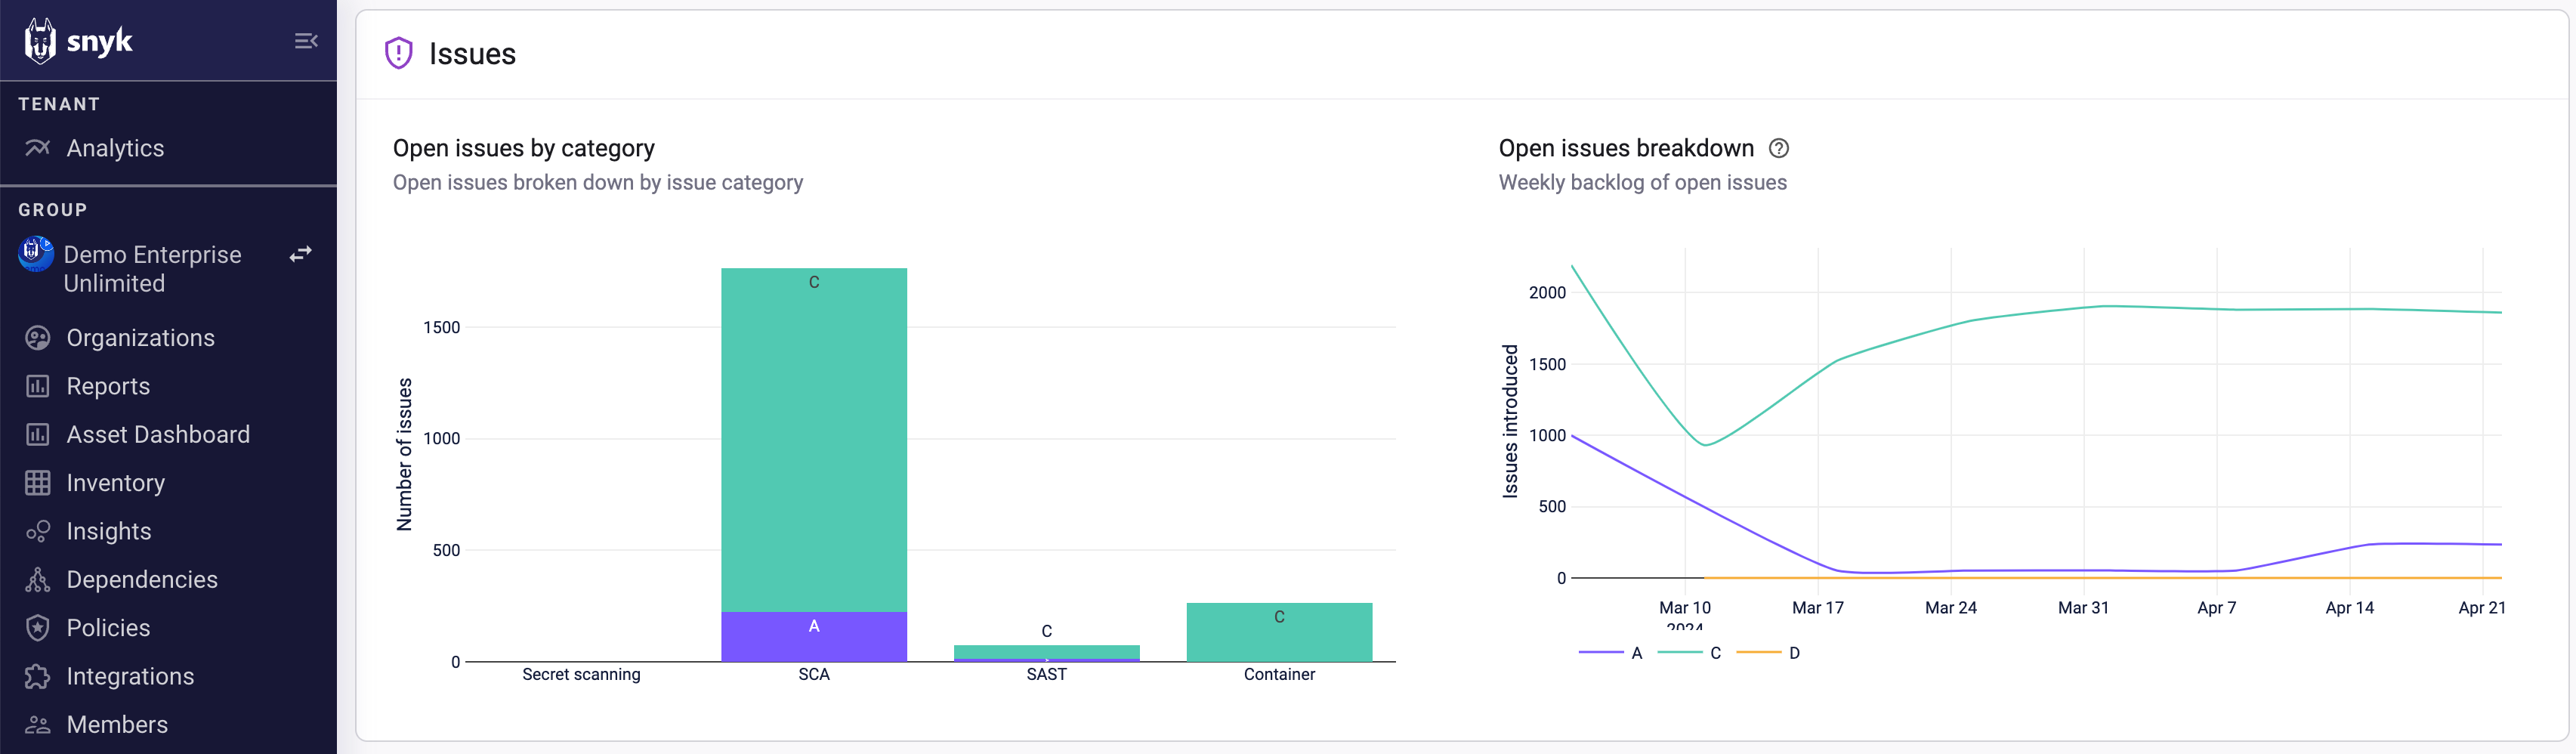 snyk
TENANT
Analytics
GROUP
Demo Enterprise
Unlimited
Organizations
Reports
Asset Dashboard
Inventory
Insights
Dependencies
Policies
Integrations
Members
Issues
Open issues by category
Open issues broken down by issue category
Number of issues
1500
1000
500
0
C
A
C
C
Secret scanning
SCA
SAST
Container
Open issues breakdown
Weekly backlog of open issues
Issues introduced
2000
1500
1000
500
0
Mar 10
2024
Mar 17
Mar 24
Mar 31
Apr 7
Apr 14
Apr 21
A
C
D